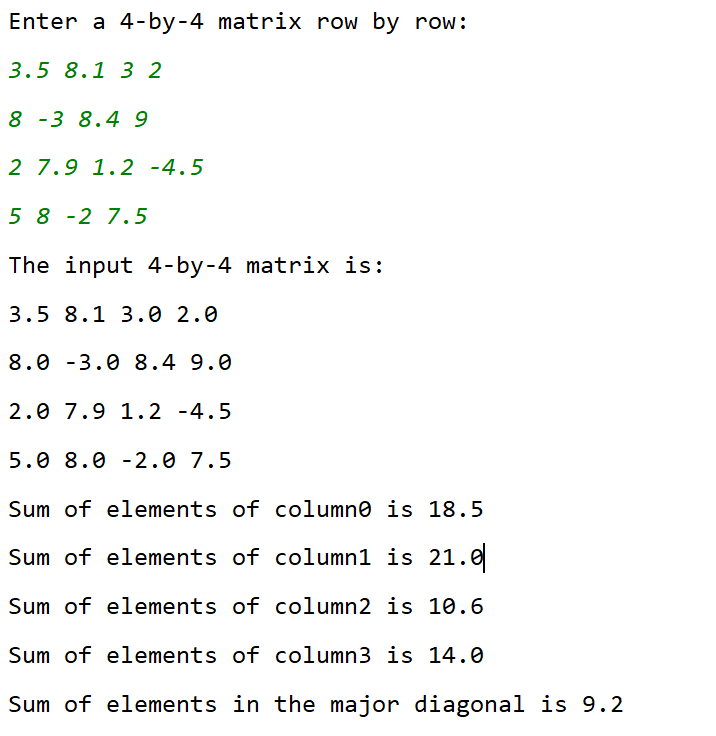 Enter a 4-by-4 matrix row by row:
3.5 8.1 3 2
8 -3 8.4 9
2 7.9 1.2 -4.5
5 8 -2 7.5
The input 4-by-4 matrix is:
3.5 8.1 3.0 2.0
8.0 -3.0 8.4 9.0
2.0 7.9 1.2 -4.5
5.0 8.0 -2.0 7.5
Sum of elements of column0 is 18.5
Sum of elements of column1 is 21.0
Sum of elements of column2 is 10.6
Sum of elements of column3 is 14.0
Sum of elements in the major diagonal is 9.2